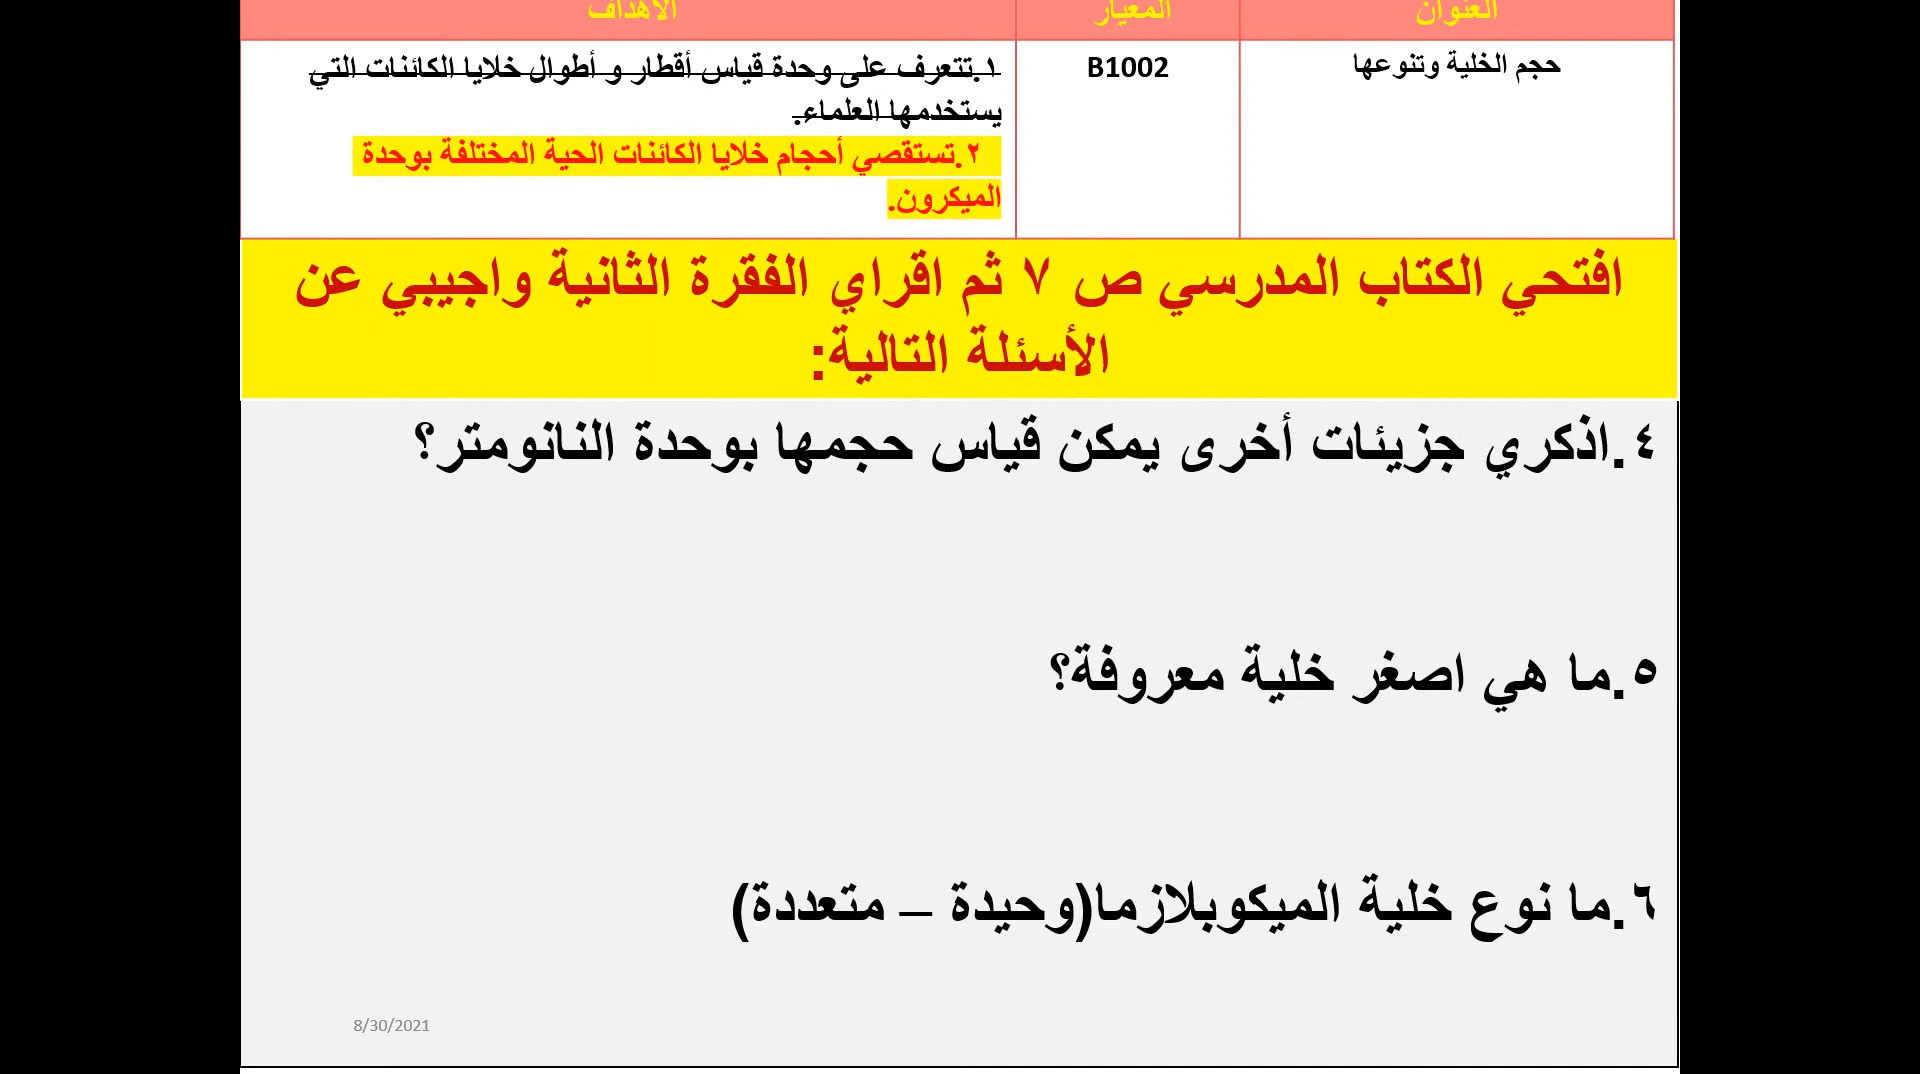 العنوان المعيار الأهداف
حجم الخلية وتنوعها B1002 ١.تتعرف على وحدة قياس أقطار و أطوال خلايا الكائنات التي
يستخدمها العلماء.
٢.تستقصي أحجام خلايا الكائنات الحية المختلفة بوحدة
الميكرون.
افتحي الكتاب المدرسي ص ٧ ثم اقراي الفقرة الثانية واجيبي عن
الأسئلة التالية:
٤.اذكري جزيئات أخرى يمكن قياس حجمها بوحدة النانومتر؟
٥.ما هي اصغر خلية معروفة؟
٦.ما نوع خلية الميكوبلازما(وحيدة – متعددة)
8/30/2021